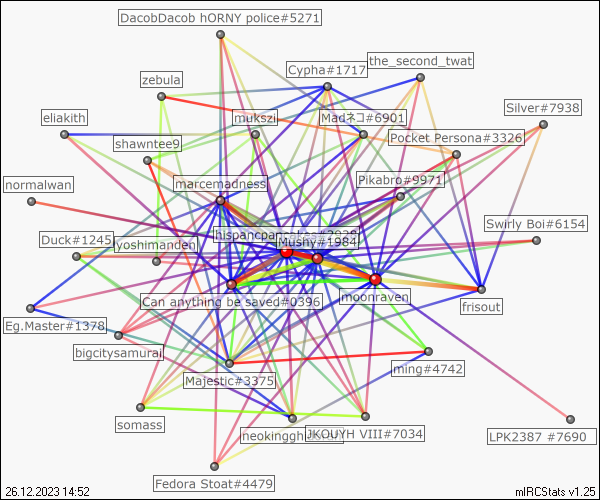 DacobDacob hORNY police#5271
the_second_twat
Cypha#1717
zebula
Silver#7938
eliakith
mukszi
Madネコ#6901
shawntee9
Pocket Persona#3326
normalwan
marcemadness
Pikabro#9971
Swirly Boi#6154
hispancpancakes#2838
Duck#1245
lyoshimanden
Mushy#1984
Can anything be saved#0396
moonraven
frisout
Eg.Master#1378
bigcitysamurai
Majestic#3375
ming#4742
somass
JKOUYH VIII#7034
LPK2387 #7690
Fedora Stoat#4479
26.12.2023 14:52
mIRCStats v1.25